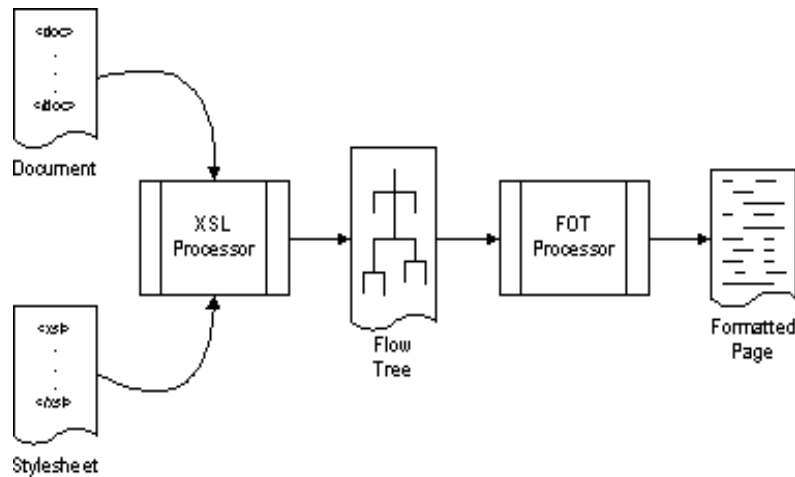 <doc>
.
.
.
</doc>
Document
XSL
Processor
FOT
Processor
Flow
Tree
Formatted
Page
<xsl>
.
.
.
</xsl>
Stylesheet